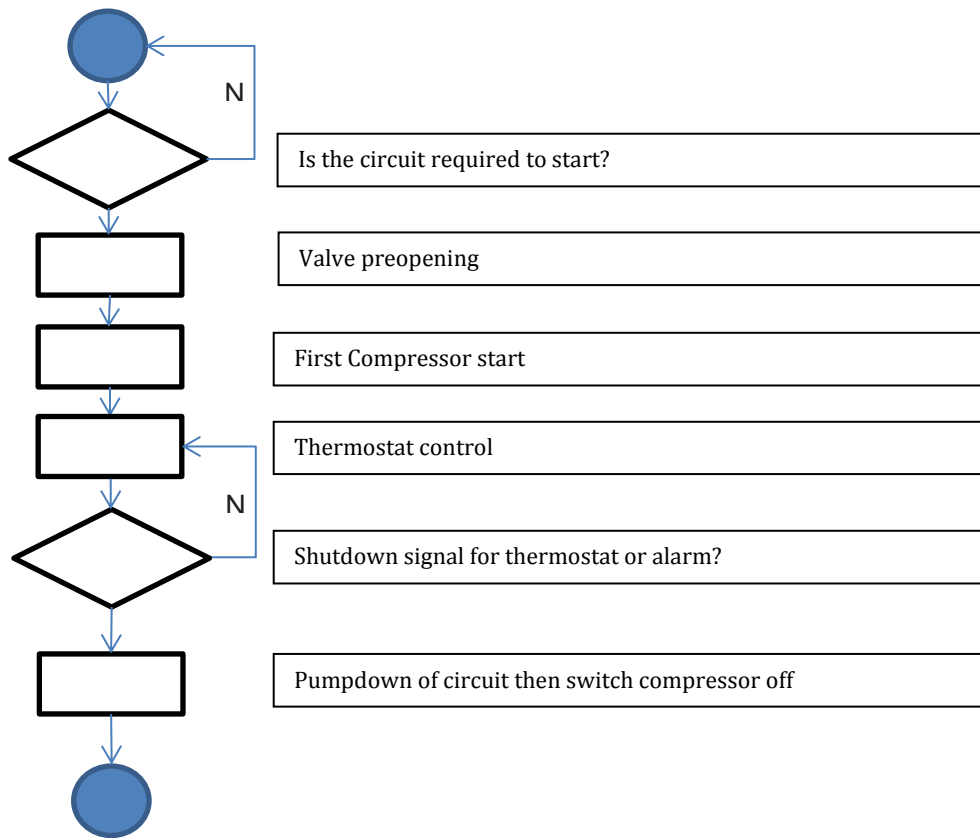 N
Is the circuit required to start?
Valve preopening
First Compressor start
Thermostat control
N
Shutdown signal for thermostat or alarm?
Pumpdown of circuit then switch compressor off